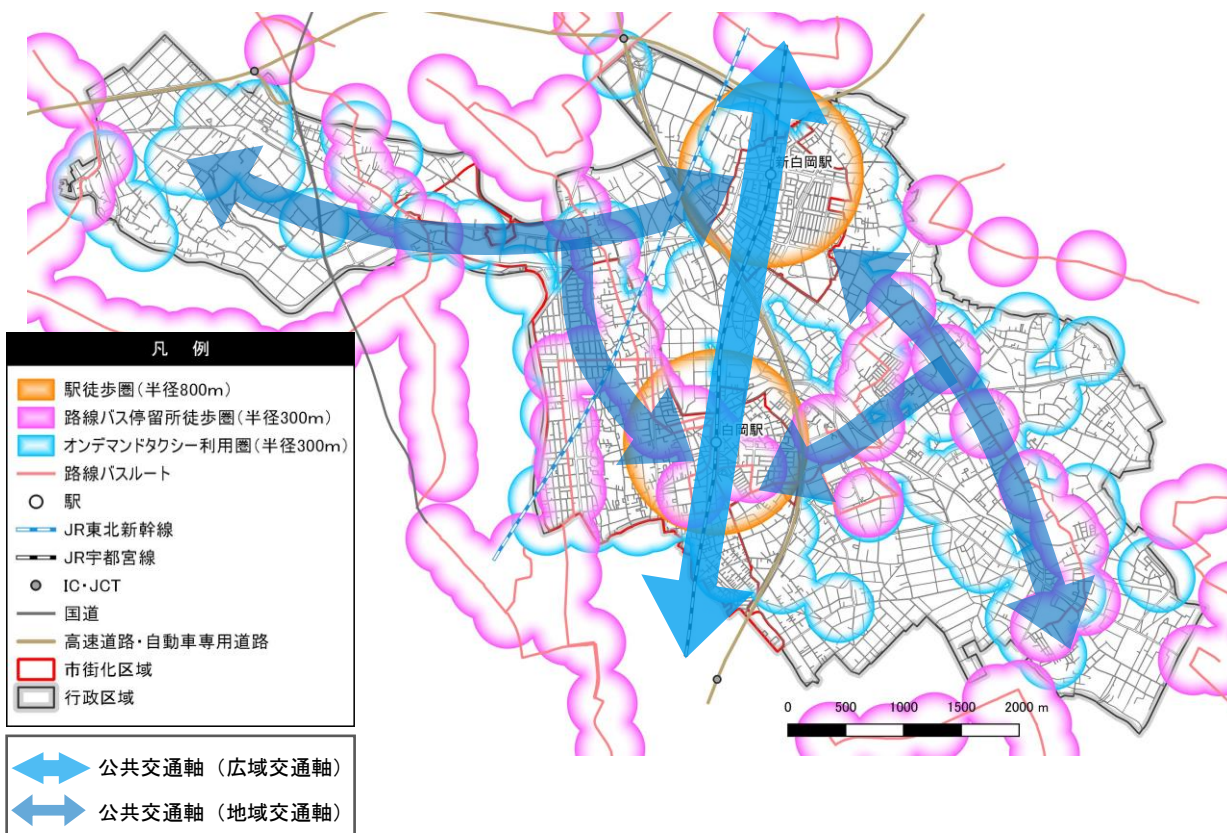 新白岡駅
白岡駅
凡 例
駅徒歩圏(半径800m)
路線バス停留所徒歩圏(半径300m)
オンデマンドタクシー利用圏(半径300m)
路線バスルート
駅
JR東北新幹線
JR宇都宮線
IC・JCT
国道
高速道路・自動車専用道路
市街化区域
行政区域
0 500 1000 1500 2000 m
公共交通軸（広域交通軸）
公共交通軸（地域交通軸）